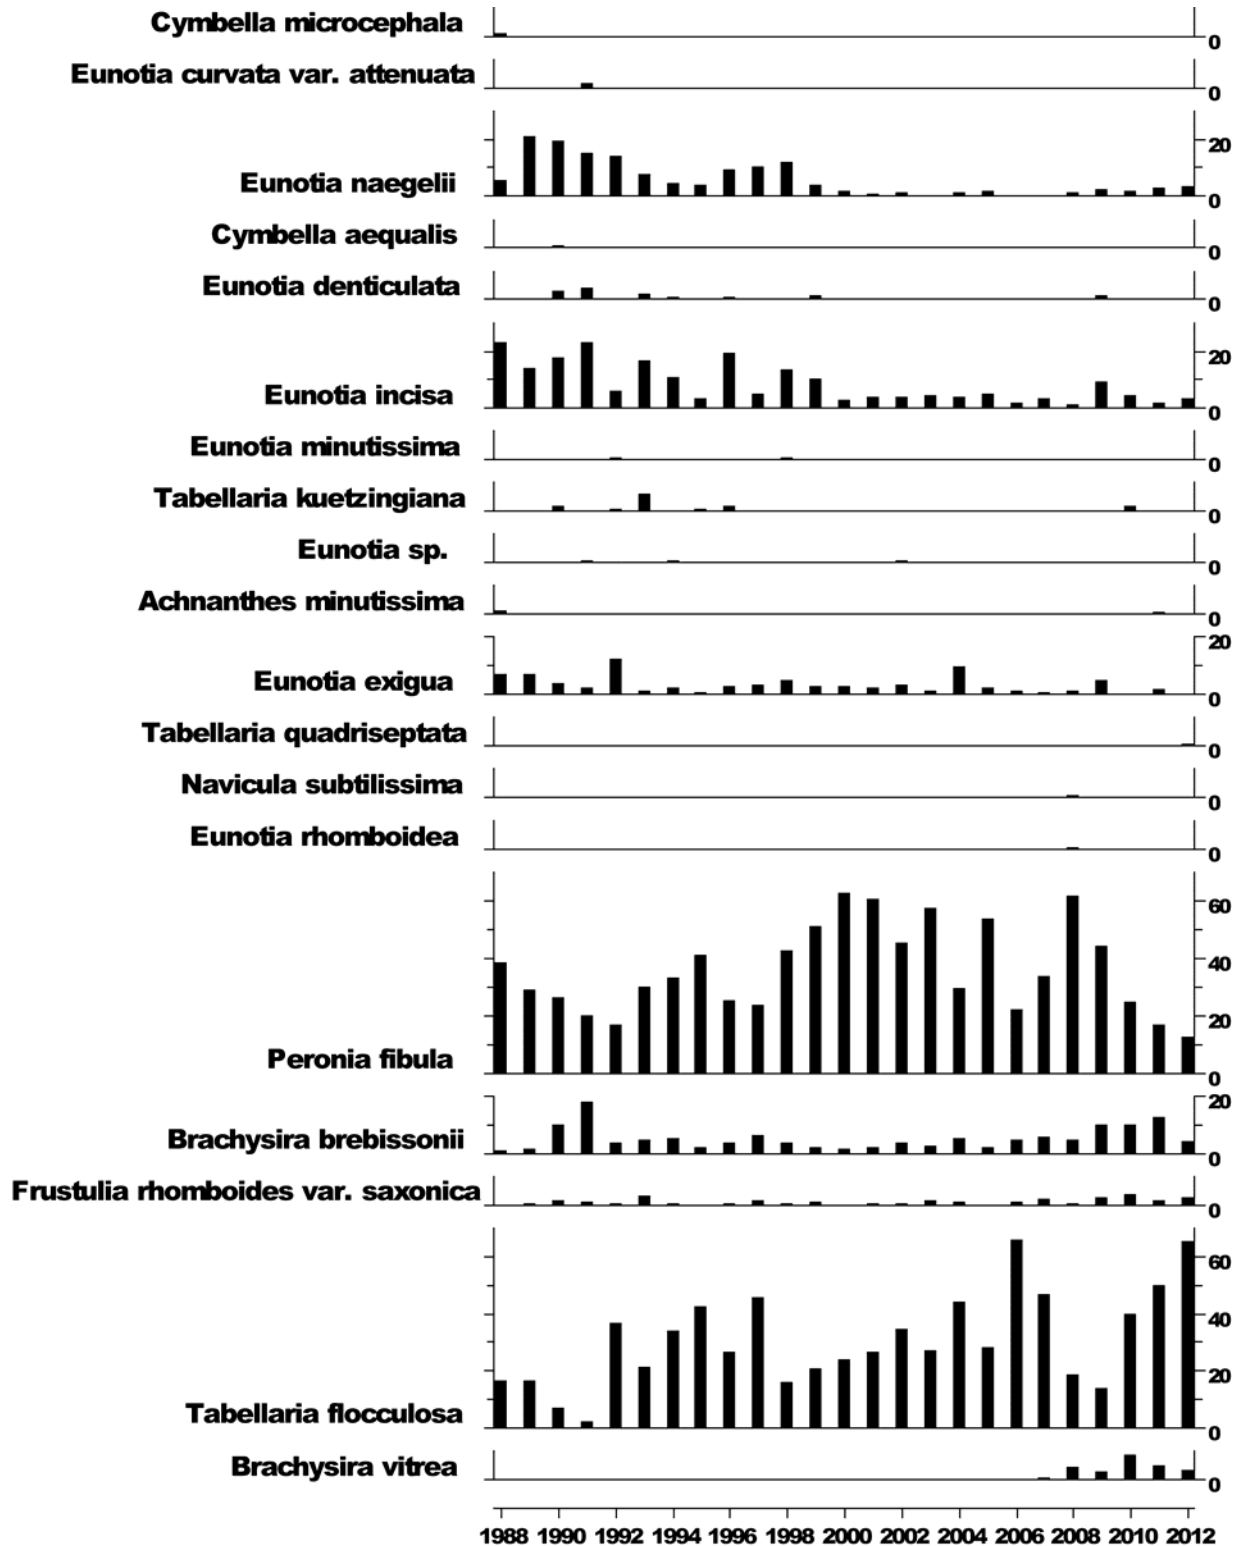 Cymbella microcephala
0
Eunotia curvata var. attenuata
0
20
Eunotia naegelii
0
Cymbella aequalis
0
Eunotia denticulata
0
20
Eunotia incisa
0
Eunotia minutissima
0
Tabellaria kuetzingiana
0
Eunotia sp.
0
Achnanthes minutissima
0
20
Eunotia exigua
0
Tabellaria quadriseptata
0
Navicula subtilissima
0
Eunotia rhomboidea
0
60
40
20
Peronia fibula
0
20
Brachysira brebissonii
0
Frustulia rhomboides var. saxonica
0
60
40
20
Tabellaria flocculosa
0
Brachysira vitrea
0
1988 1990 1992 1994 1996 1998 2000 2002 2004 2006 2008 2010 2012